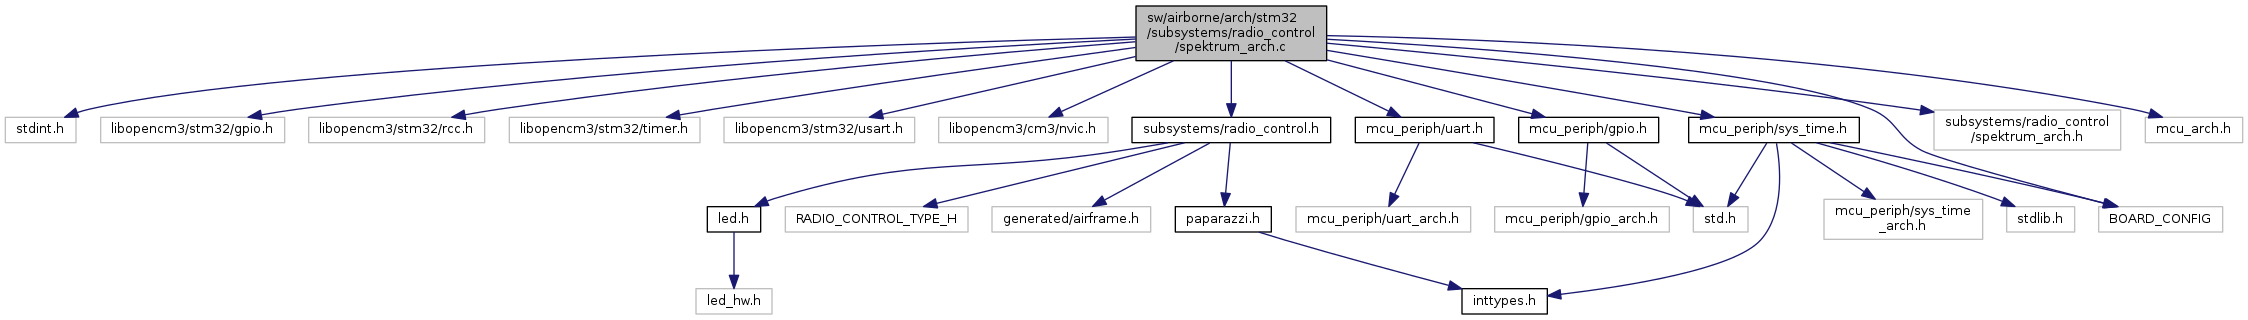 sw/airborne/arch/stm32
/subsystems/radio_control
/spektrum_arch.c
stdint.h
libopencm3/stm32/gpio.h
libopencm3/stm32/rcc.h
libopencm3/stm32/timer.h
libopencm3/stm32/usart.h
libopencm3/cm3/nvic.h
subsystems/radio_control.h
mcu_periph/uart.h
mcu_periph/gpio.h
mcu_periph/sys_time.h
subsystems/radio_control
/spektrum_arch.h
mcu_arch.h
led.h
RADIO_CONTROL_TYPE_H
generated/airframe.h
paparazzi.h
mcu_periph/uart_arch.h
mcu_periph/gpio_arch.h
std.h
mcu_periph/sys_time
_arch.h
stdlib.h
BOARD_CONFIG
led_hw.h
inttypes.h